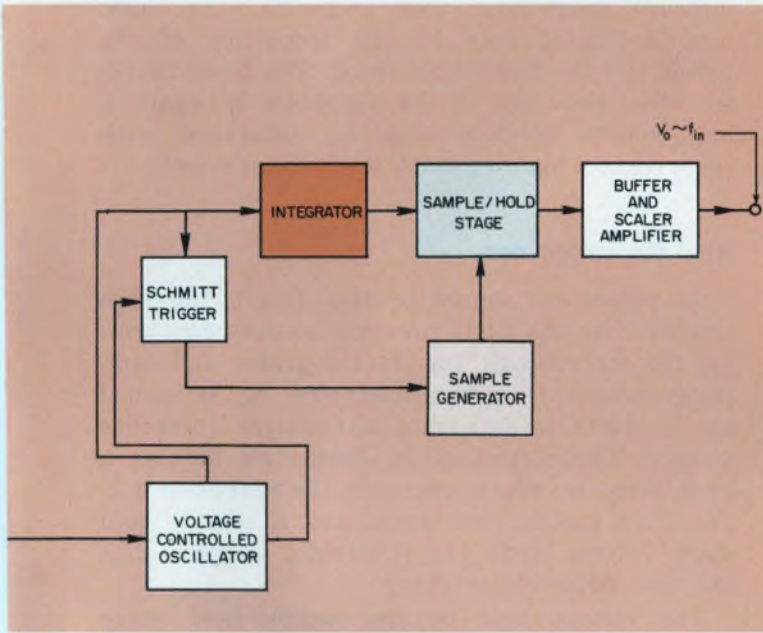 V₀~f_in
INTEGRATOR
SAMPLE/HOLD
STAGE
BUFFER
AND
SCALER
AMPLIFIER
SCHMITT
TRIGGER
SAMPLE
GENERATOR
VOLTAGE
CONTROLLED
OSCILLATOR